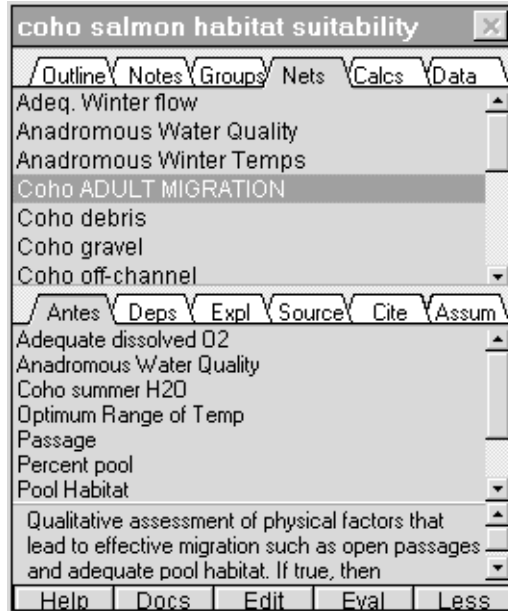 coho salmon habitat suitability
Outline Notes Groups Nets Calcs Data
Adeq. Winter flow
Anadromous Water Quality
Anadromous Winter Temps
Coho ADULT MIGRATION
Coho debris
Coho gravel
Coho off-channel
Antes Deps Expl Source Cite Assum
Adequate dissolved O2
Anadromous Water Quality
Coho summer H2O
Optimum Range of Temp
Passage
Percent pool
Pool Habitat
Qualitative assessment of physical factors that
lead to effective migration such as open passages
and adequate pool habitat. If true, then
Help Docs Edit Eval Less